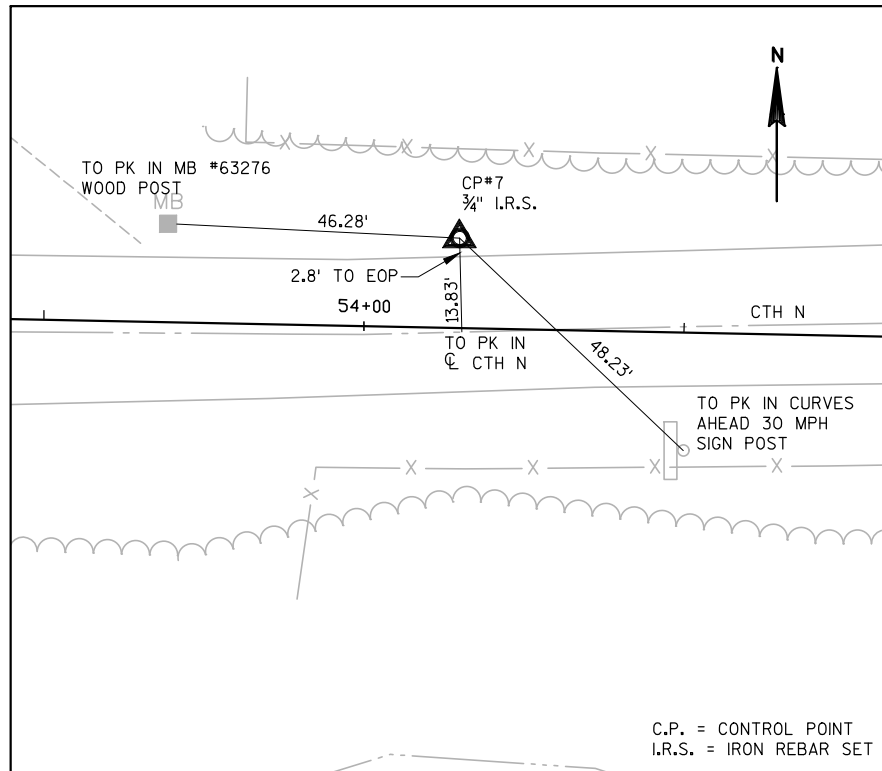 N
TO PK IN MB #63276
WOOD POST
MB
CP#7
¾" I.R.S.
46.28'
2.8' TO EOP
13.83'
54+00
CTH N
TO PK IN
℄ CTH N
48.23'
TO PK IN CURVES
AHEAD 30 MPH
SIGN POST
C.P. = CONTROL POINT
I.R.S. = IRON REBAR SET